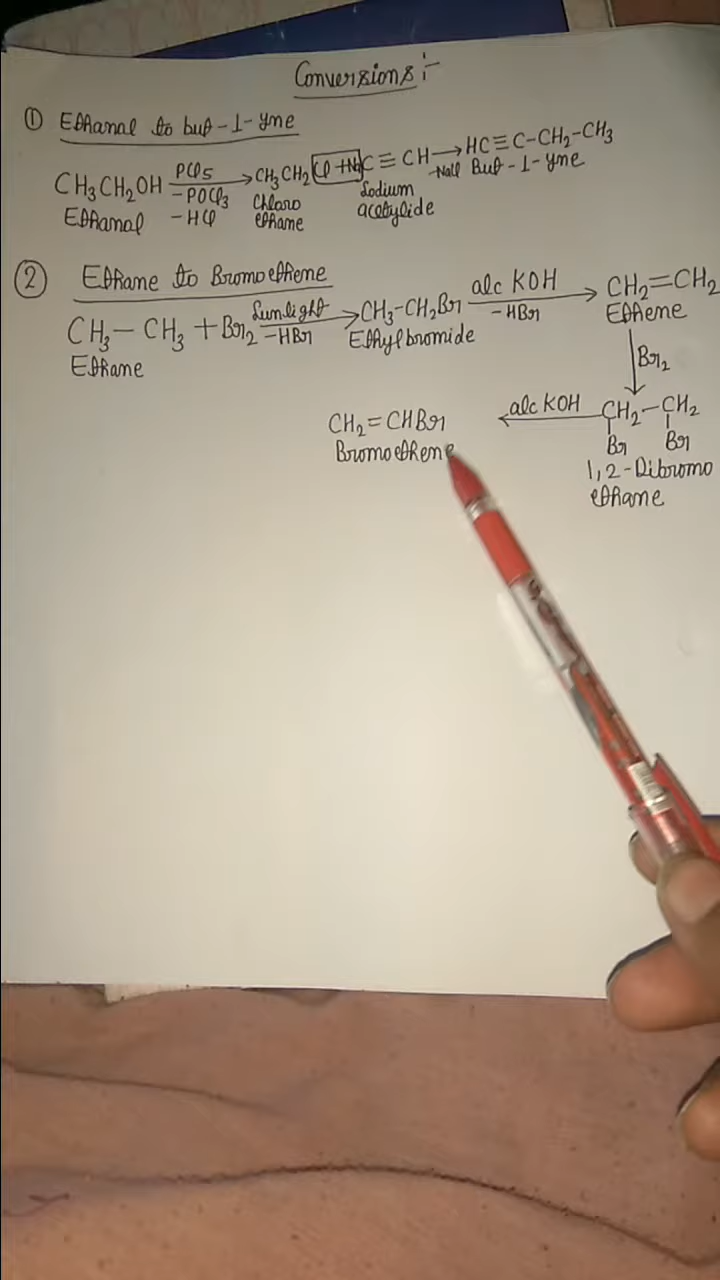 Conversions :-
① Ethanal to but-1-yne
CH₃CH₂OH PCl₅ → CH₃CH₂Cl + NaC≡CH → HC≡C-CH₂-CH₃
-POCl₃ -HCl -NaCl
Ethanal Chloro ethane Sodium acetylide But-1-yne
② Ethane to Bromoethene
CH₃-CH₃ + Br₂ Sunlight → -HBr CH₃-CH₂Br alc KOH → -HBr CH₂=CH₂
Ethane Ethylbromide Ethene
↓ Br₂
CH₂=CHBr ← alc KOH CH₂-CH₂
Br Br
Bromoethene 1,2-Dibromo
ethane